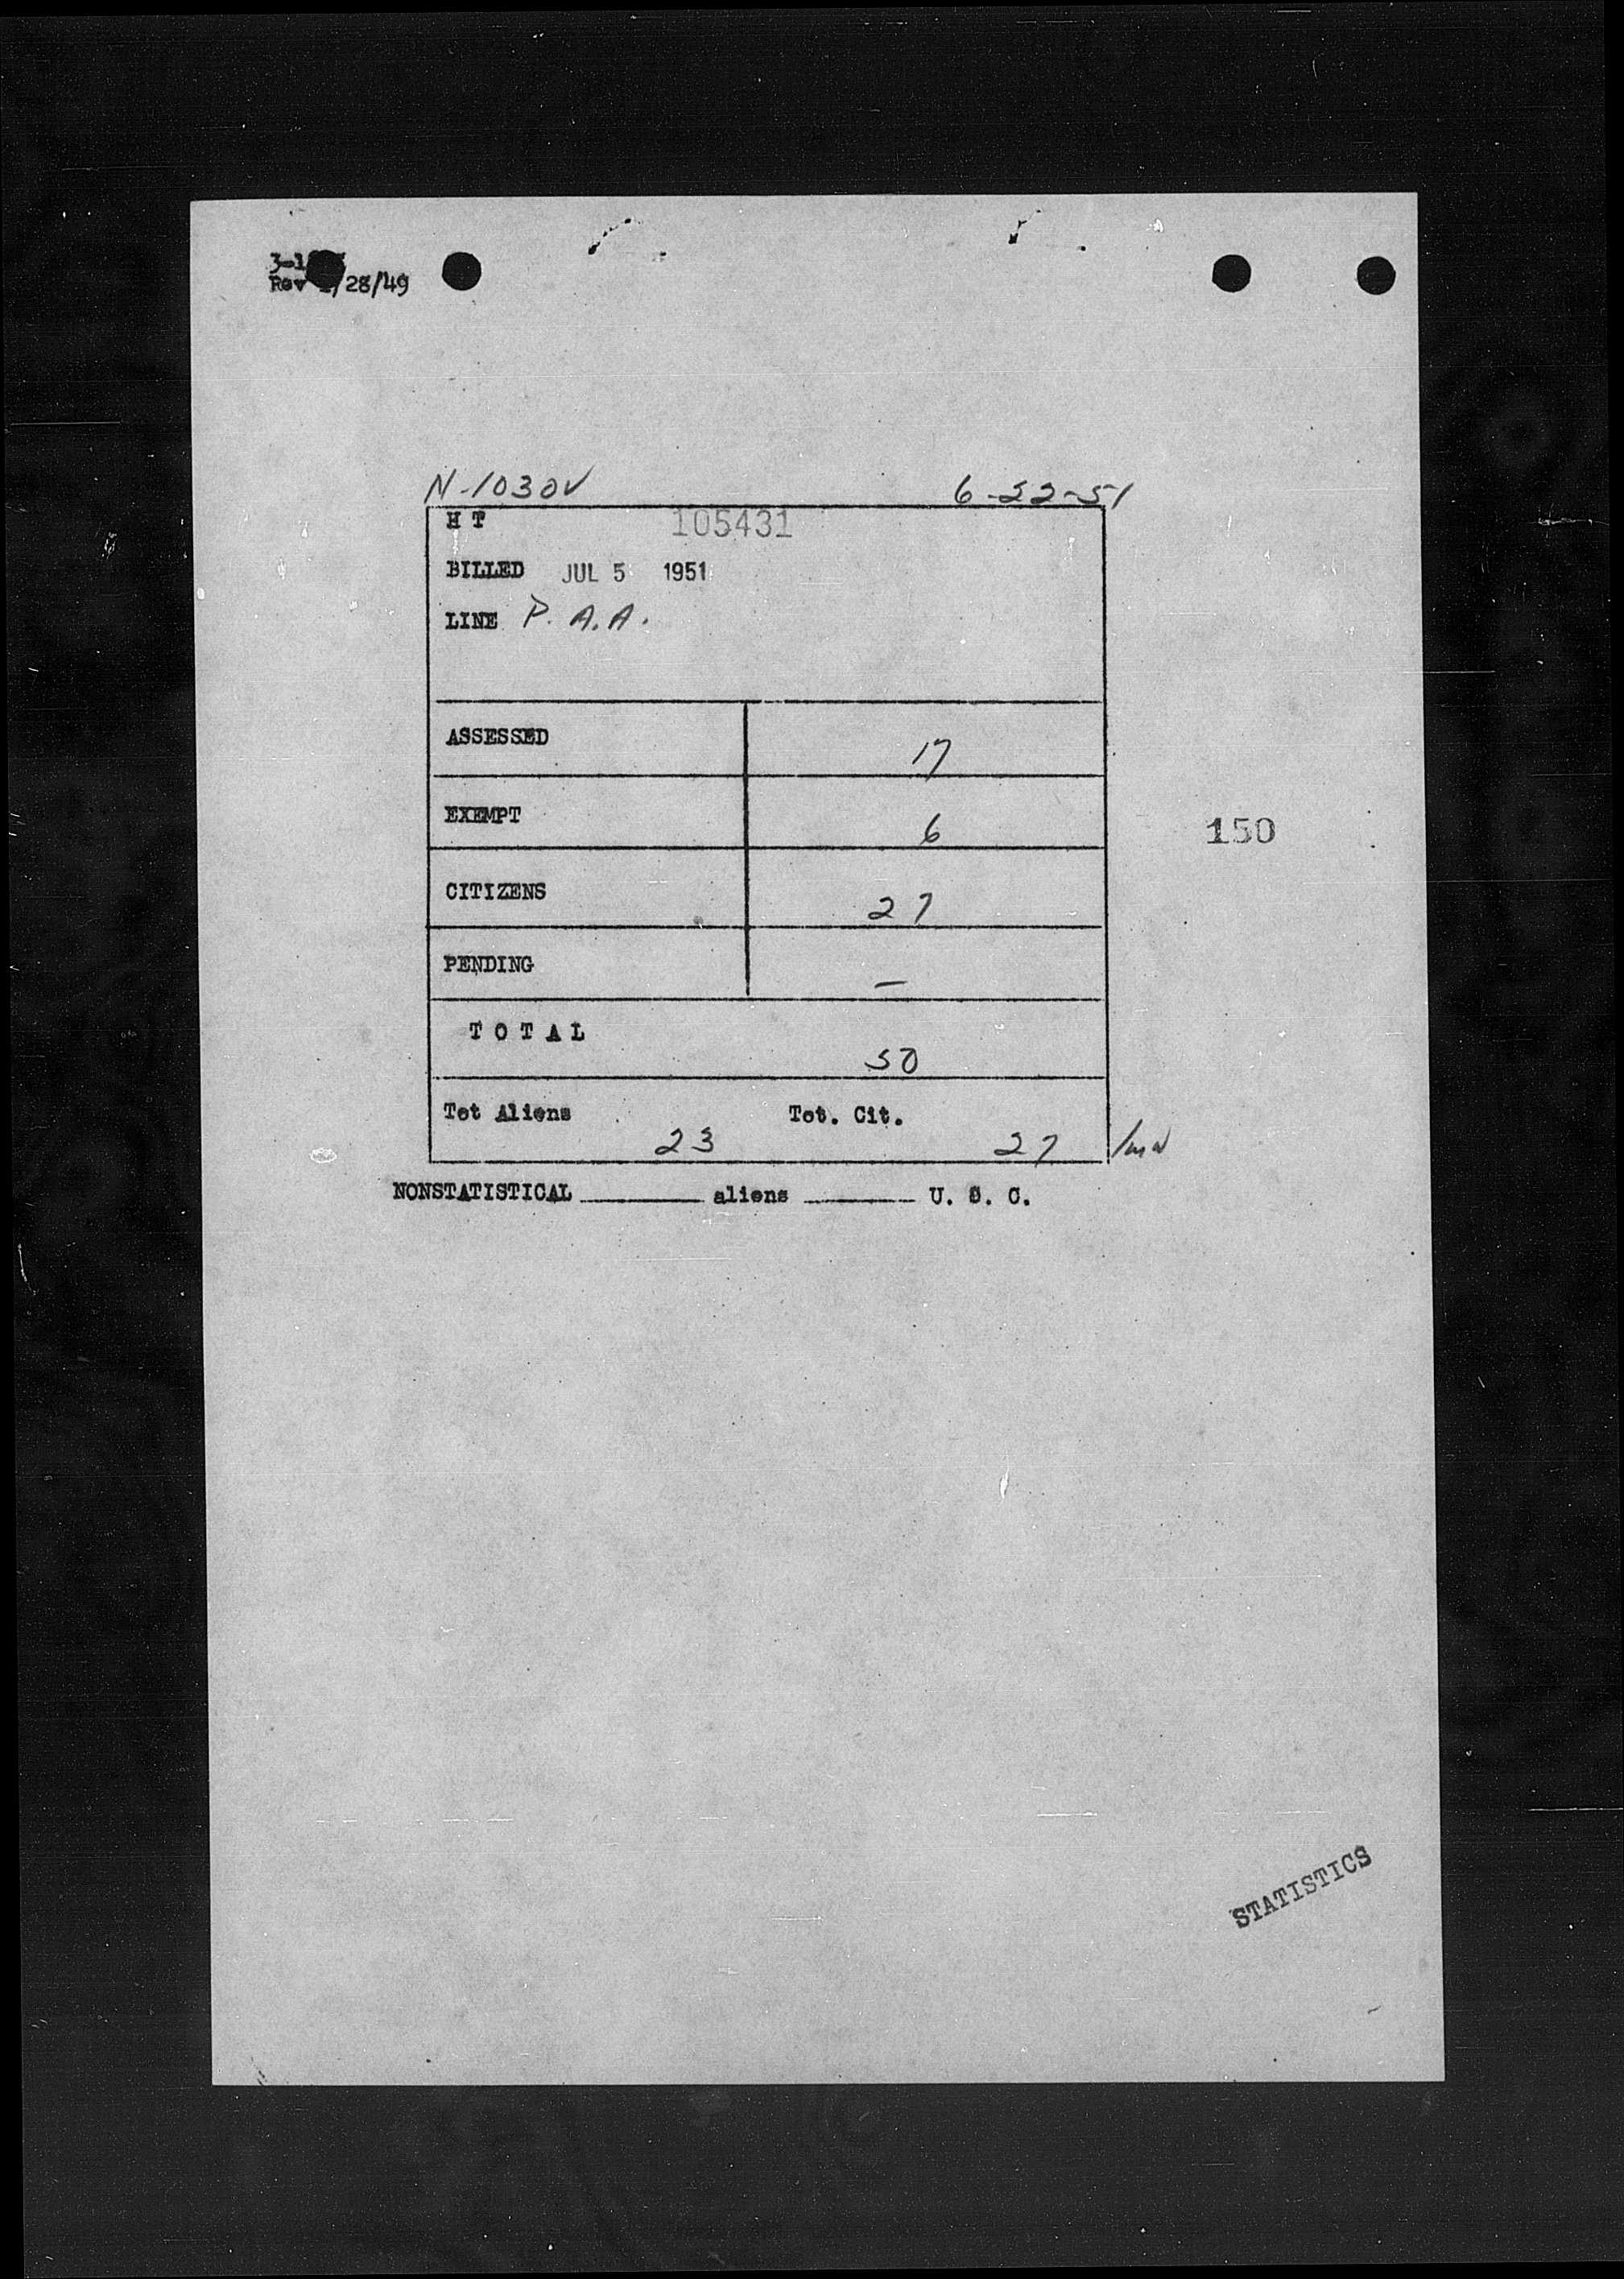 Rev /28/49
N-1030V 6-22-51
H T 105431
BILLED JUL 5 1951
LINE P. A. A.
ASSESSED 17
EXEMPT 6
150
CITIZENS 27
PENDING —
T O T A L 50
Tot Aliens 23 Tot. Cit. 27
NONSTATISTICAL aliens U. S. C.
STATISTICS